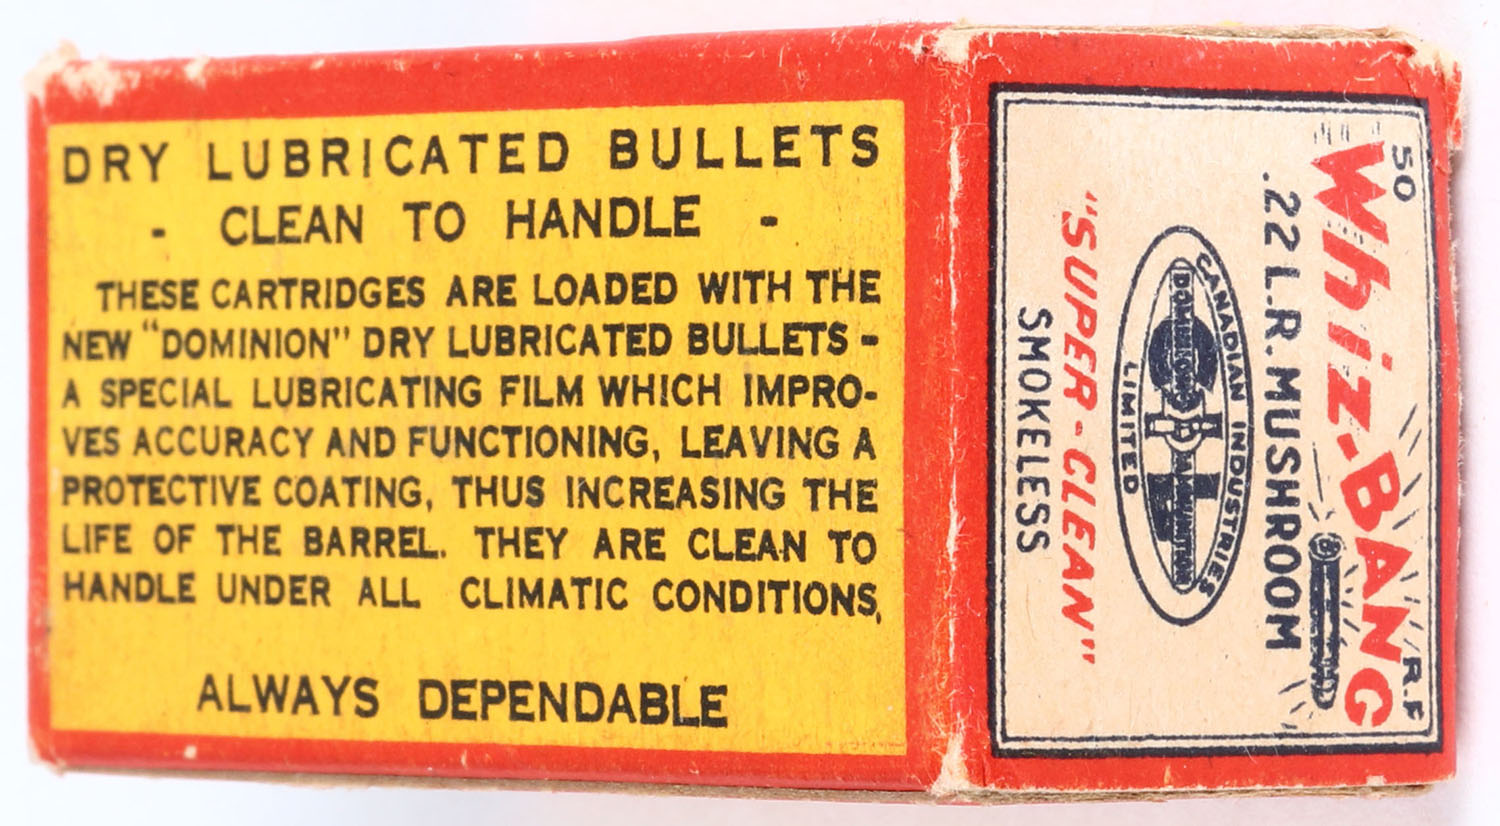 DRY LUBRICATED BULLETS
- CLEAN TO HANDLE -
THESE CARTRIDGES ARE LOADED WITH THE
NEW "DOMINION" DRY LUBRICATED BULLETS -
A SPECIAL LUBRICATING FILM WHICH IMPRO-
VES ACCURACY AND FUNCTIONING, LEAVING A
PROTECTIVE COATING, THUS INCREASING THE
LIFE OF THE BARREL. THEY ARE CLEAN TO
HANDLE UNDER ALL CLIMATIC CONDITIONS.
ALWAYS DEPENDABLE
50 R.F
Whiz-BANG
.22 L.R. MUSHROOM
CANADIAN INDUSTRIES
DOMINION AMMUNITION
LIMITED
"SUPER-CLEAN"
SMOKELESS